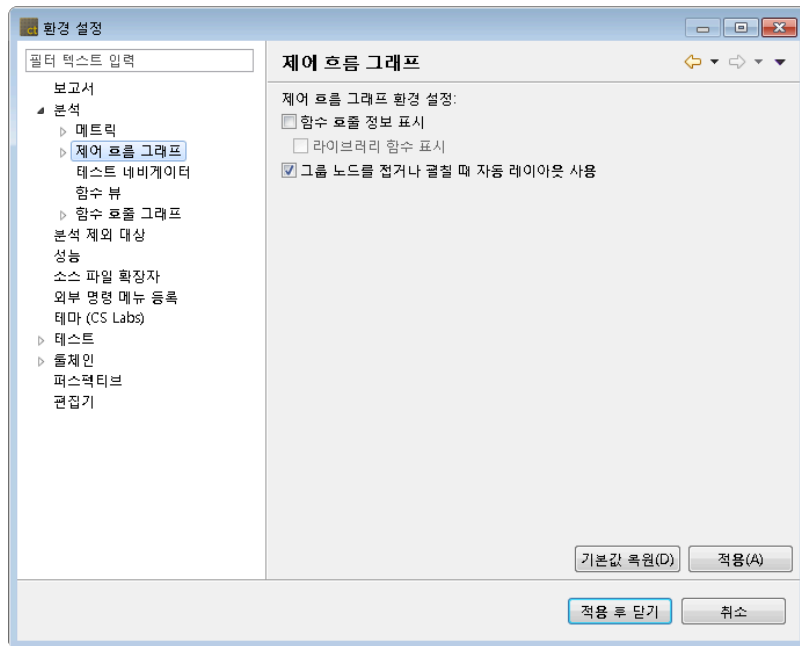 ct 환경 설정
필터 텍스트 입력
보고서
분석
메트릭
제어 흐름 그래프
테스트 네비게이터
함수 뷰
함수 호출 그래프
분석 제외 대상
성능
소스 파일 확장자
외부 명령 메뉴 등록
테마 (CS Labs)
테스트
툴체인
퍼스펙티브
편집기
제어 흐름 그래프
제어 흐름 그래프 환경 설정:
함수 호출 정보 표시
라이브러리 함수 표시
그룹 노드를 접거나 펼칠 때 자동 레이아웃 사용
기본값 복원(D)
적용(A)
적용 후 닫기
취소